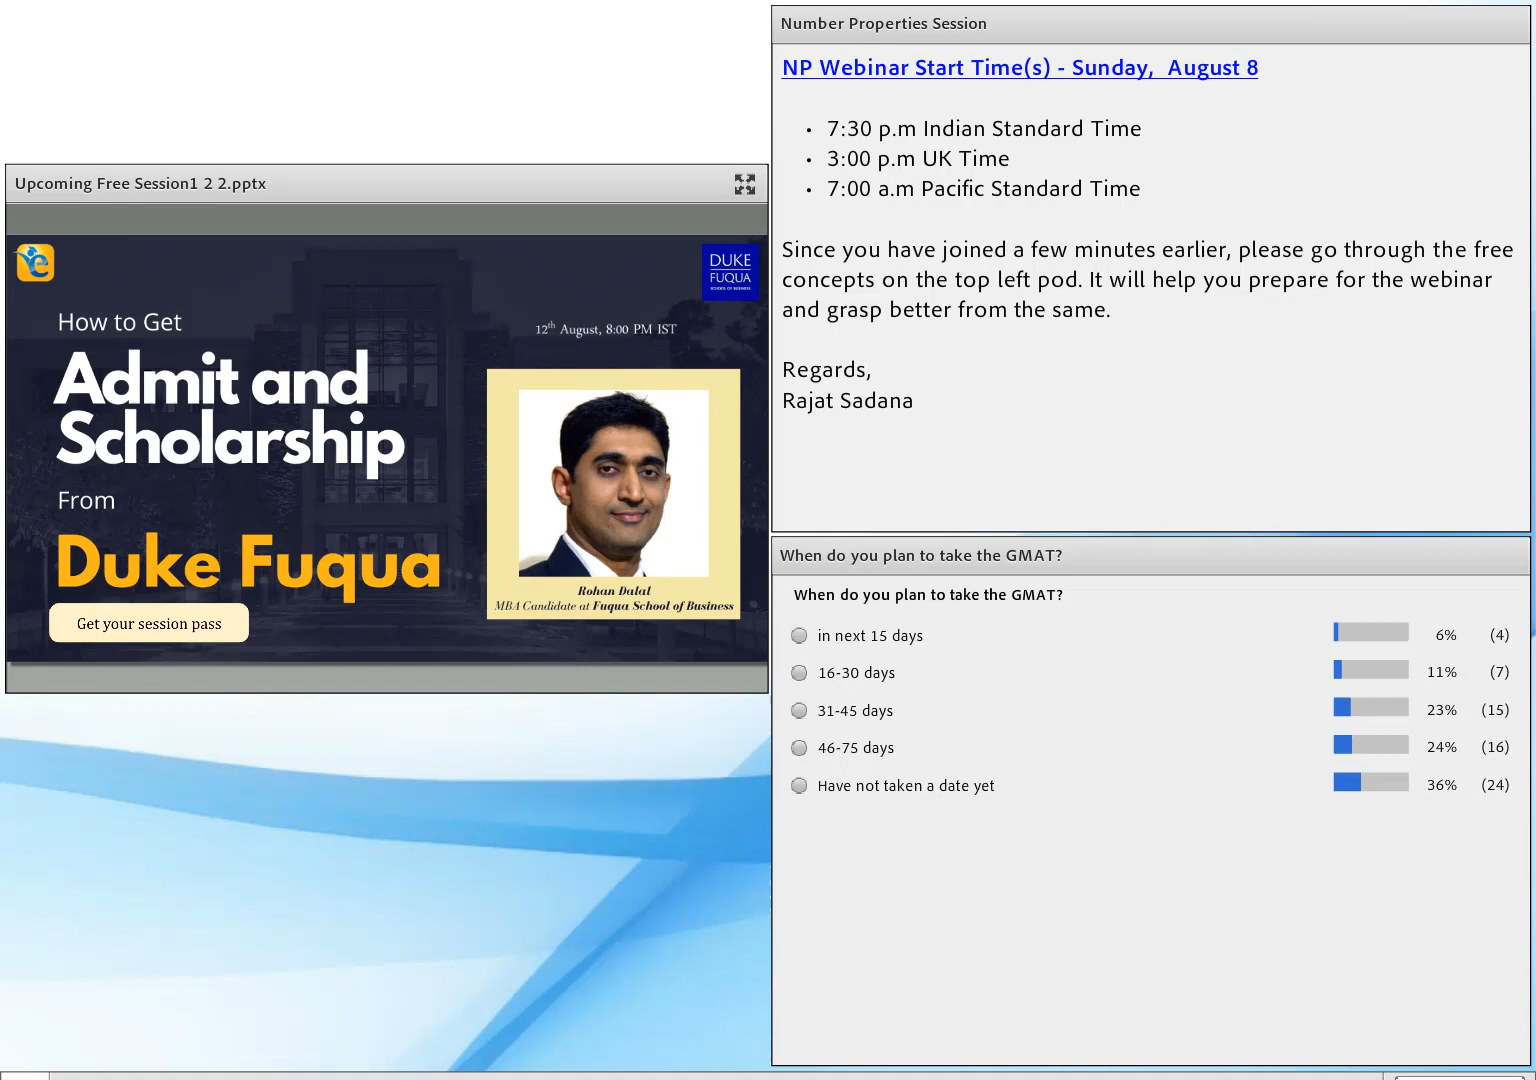 Number Properties Session
NP Webinar Start Time(s) - Sunday,  August 8
• 7:30 p.m Indian Standard Time
• 3:00 p.m UK Time
• 7:00 a.m Pacific Standard Time
Since you have joined a few minutes earlier, please go through the free
concepts on the top left pod. It will help you prepare for the webinar
and grasp better from the same.
Regards,
Rajat Sadana
Upcoming Free Session1 2 2.pptx
e
DUKE
FUQUA
SCHOOL OF BUSINESS
How to Get
Admit and
Scholarship
From
Duke Fuqua
Get your session pass
12th August, 8:00 PM IST
Rohan Dalal
MBA Candidate at Fuqua School of Business
When do you plan to take the GMAT?
When do you plan to take the GMAT?
in next 15 days 6% (4)
16-30 days 11% (7)
31-45 days 23% (15)
46-75 days 24% (16)
Have not taken a date yet 36% (24)